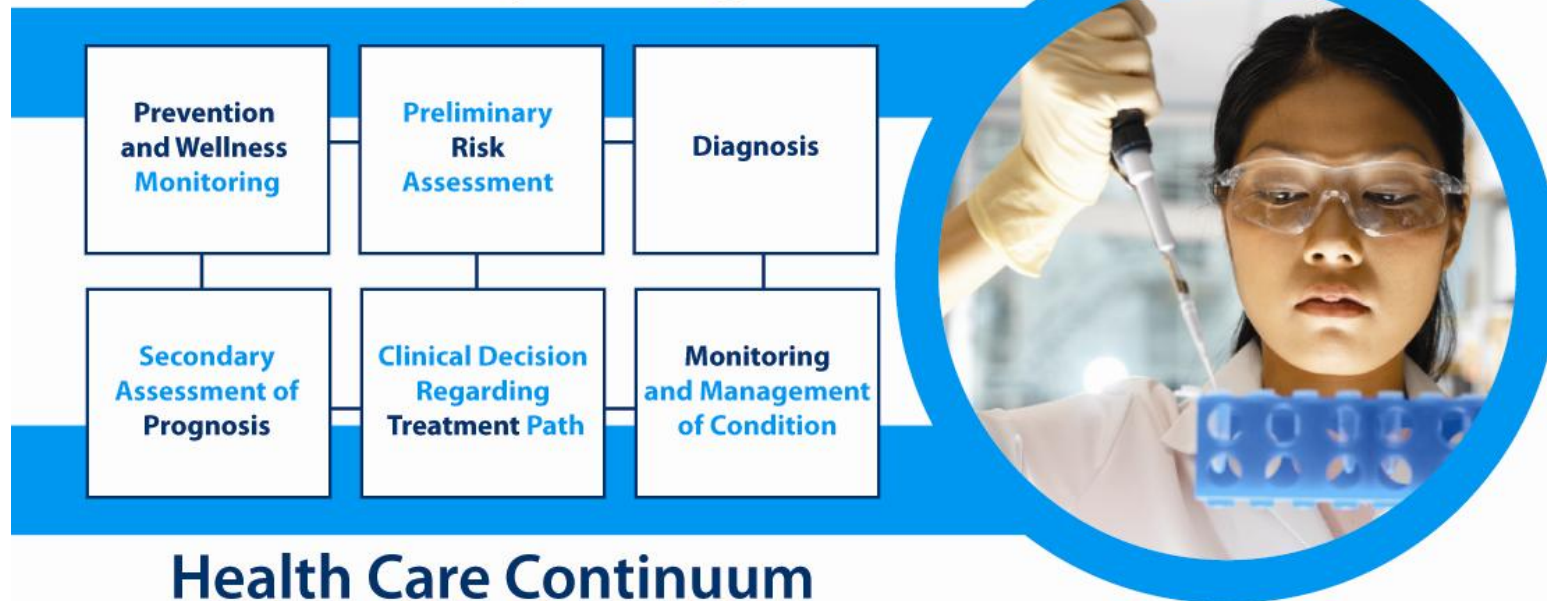 Prevention
and Wellness
Monitoring
Preliminary
Risk
Assessment
Diagnosis
Secondary
Assessment of
Prognosis
Clinical Decision
Regarding
Treatment Path
Monitoring
and Management
of Condition
Health Care Continuum